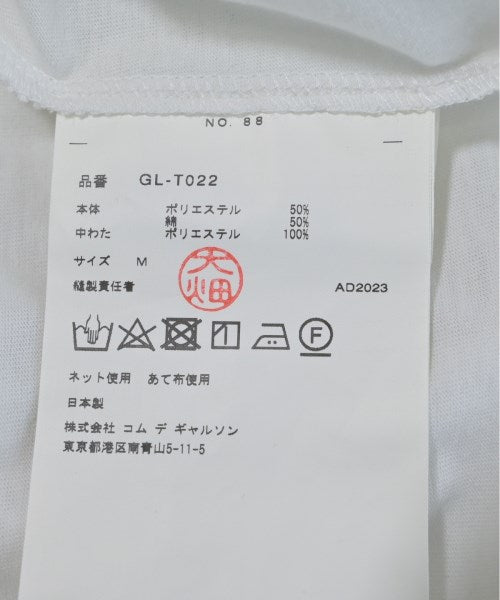 NO. 88
品番 GL-T022
本体 ポリエステル 50%
綿 50%
中わた ポリエステル 100%
サイズ M
縫製責任者 大畑 AD2023
F
ネット使用 あて布使用
日本製
株式会社 コム デ ギャルソン
東京都港区南青山5-11-5